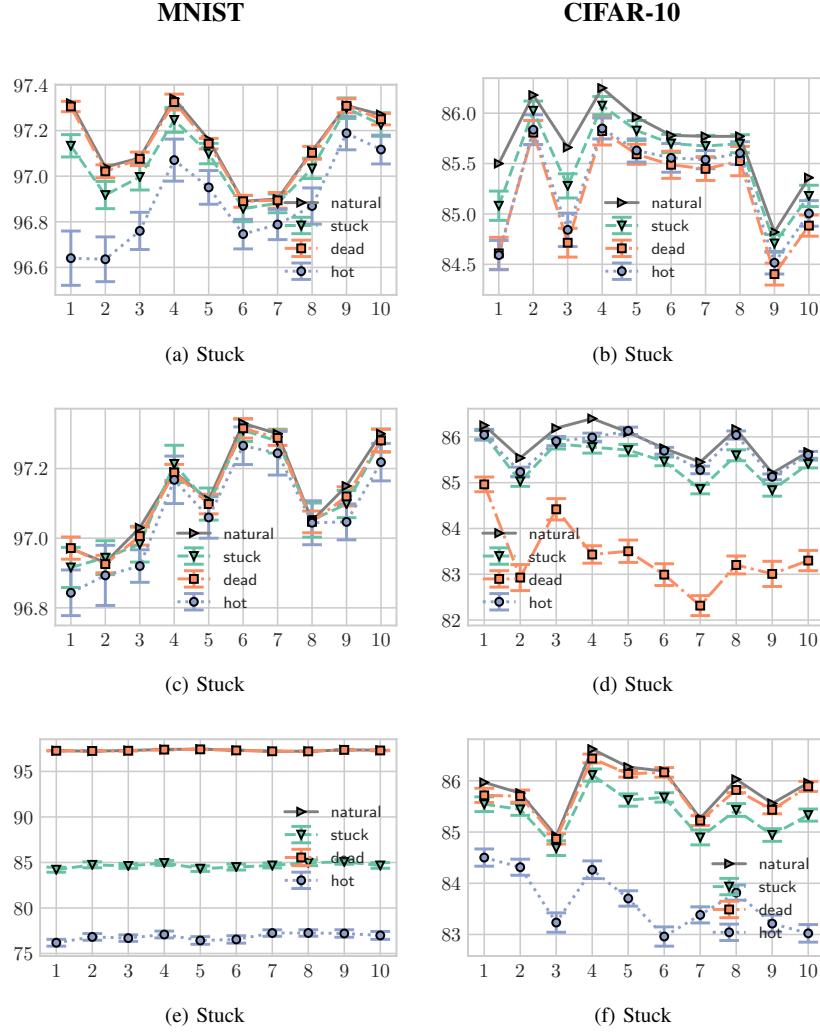 MNIST CIFAR-10
97.4
97.2
97.0
96.8
96.6
natural
stuck
dead
hot
1 2 3 4 5 6 7 8 9 10
(a) Stuck
86.0
85.5
85.0
84.5
natural
stuck
dead
hot
1 2 3 4 5 6 7 8 9 10
(b) Stuck
97.2
97.0
96.8
natural
stuck
dead
hot
1 2 3 4 5 6 7 8 9 10
(c) Stuck
86
85
84
83
82
natural
stuck
dead
hot
1 2 3 4 5 6 7 8 9 10
(d) Stuck
95
90
85
80
75
natural
stuck
dead
hot
1 2 3 4 5 6 7 8 9 10
(e) Stuck
86
85
84
83
natural
stuck
dead
hot
1 2 3 4 5 6 7 8 9 10
(f) Stuck